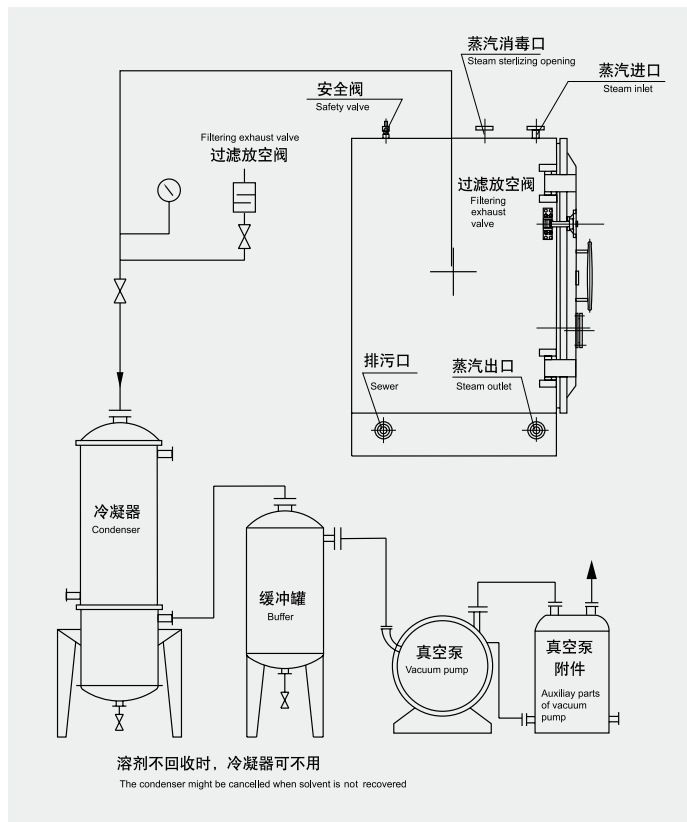 蒸汽消毒口
Steam sterlizing opening
蒸汽进口
Steam inlet
安全阀
Safety valve
Filtering exhaust valve
过滤放空阀
过滤放空阀
Filtering
exhaust
valve
排污口
Sewer
蒸汽出口
Steam outlet
冷凝器
Condenser
缓冲罐
Buffer
真空泵
Vacuum pump
真空泵
附件
Auxiliay parts
of vacuum
pump
溶剂不回收时，冷凝器可不用
The condenser might be cancelled when solvent is not recovered